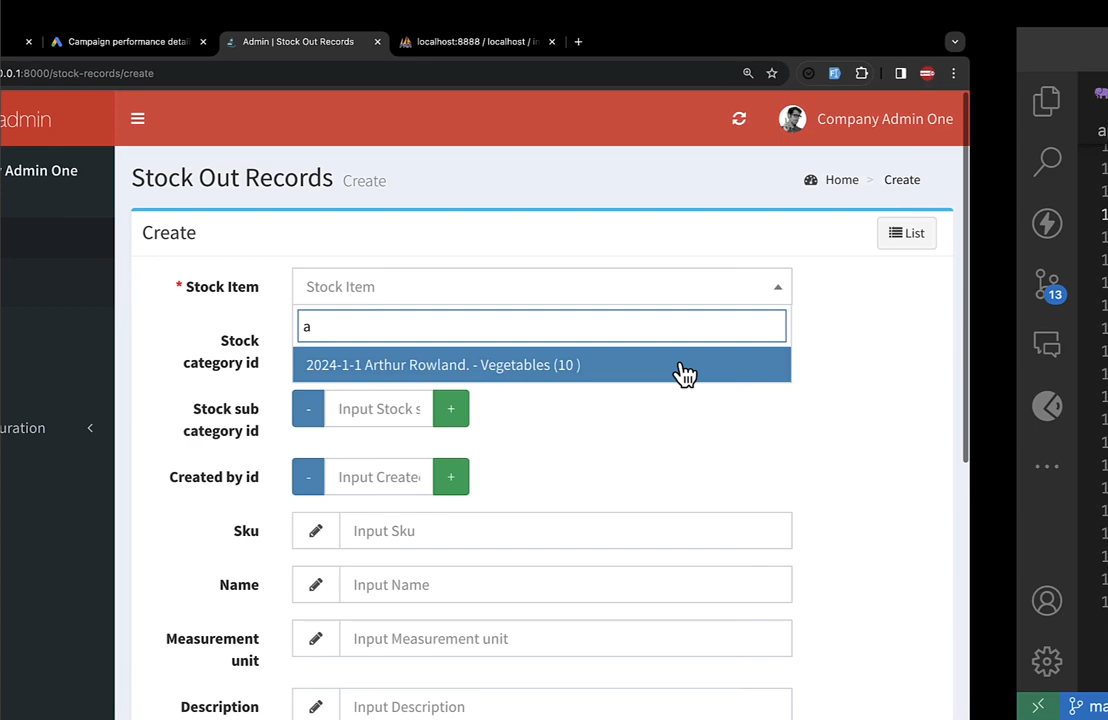 Campaign performance detai
Admin | Stock Out Records
localhost:8888 / localhost / i
0.0.1:8000/stock-records/create
admin
Company Admin One
y Admin One
Stock Out Records Create
Home > Create
Create
List
* Stock Item
Stock Item
a
2024-1-1 Arthur Rowland. - Vegetables (10 )
Stock
category id
Stock sub
category id
- Input Stock s +
uration
Created by id
- Input Create +
Sku
Input Sku
Name
Input Name
Measurement
unit
Input Measurement unit
Description
Input Description
13
ma